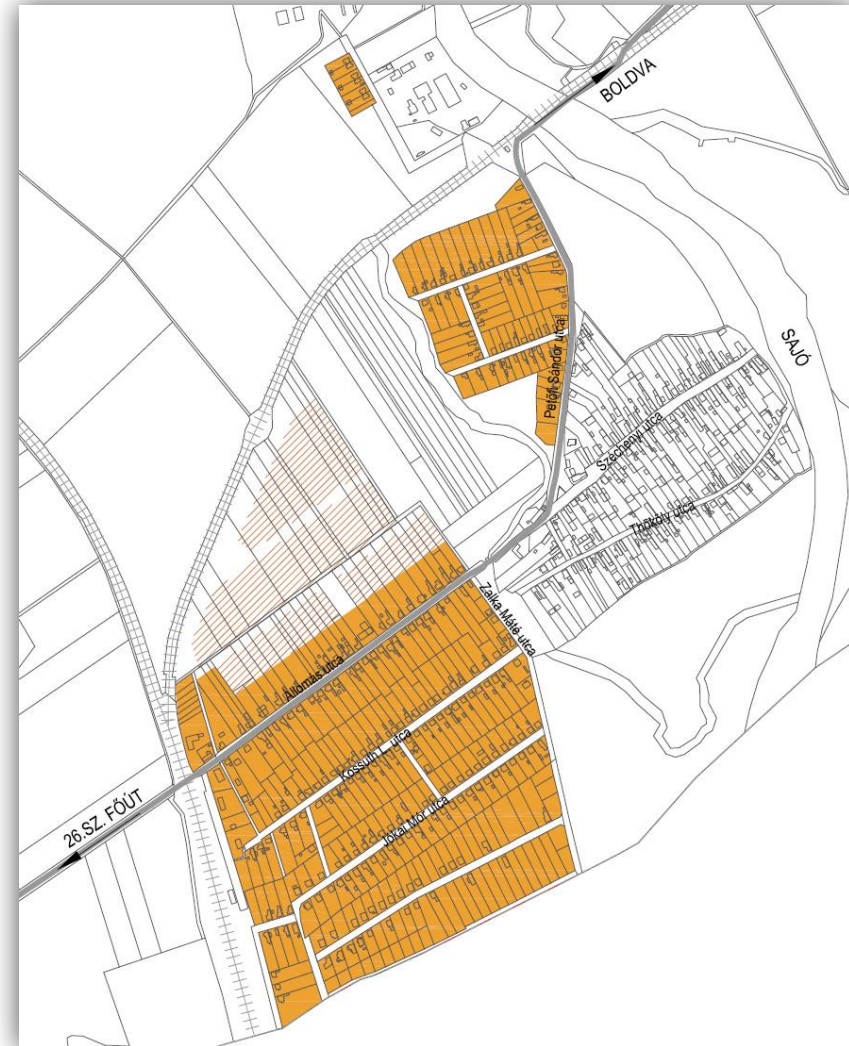 BOLDVA
SAJÓ
Petőfi Sándor utca
Széchenyi utca
Thököly utca
Zalka Máté utca
Állomás utca
Kossuth L. utca
Jókai Mór utca
26.SZ. FŐÚT